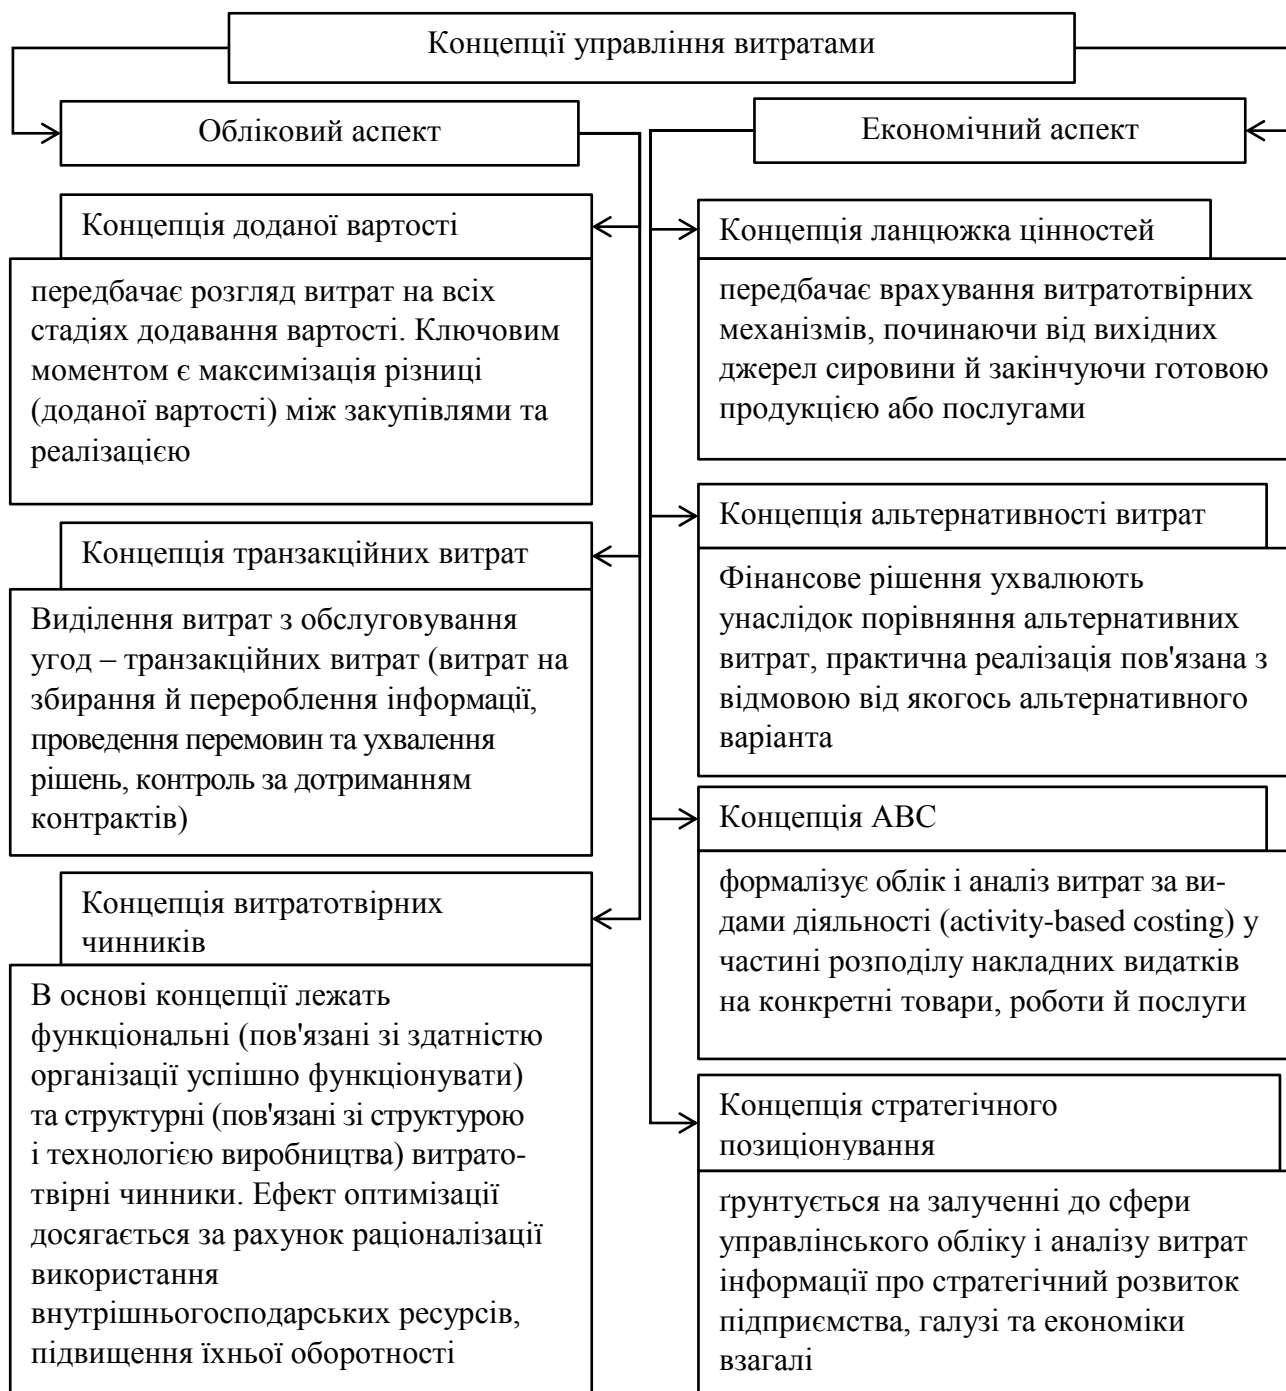 Концепції управління витратами
Обліковий аспект
Економічний аспект
Концепція доданої вартості
передбачає розгляд витрат на всіх
стадіях додавання вартості. Ключовим
моментом є максимізація різниці
(доданої вартості) між закупівлями та
реалізацією
Концепція транзакційних витрат
Виділення витрат з обслуговування
угод – транзакційних витрат (витрат на
збирання й перероблення інформації,
проведення перемовин та ухвалення
рішень, контроль за дотриманням
контрактів)
Концепція витратотвірних
чинників
В основі концепції лежать
функціональні (пов'язані зі здатністю
організації успішно функціонувати)
та структурні (пов'язані зі структурою
і технологією виробництва) витрато-
твірні чинники. Ефект оптимізації
досягається за рахунок раціоналізації
використання
внутрішньогосподарських ресурсів,
підвищення їхньої оборотності
Концепція ланцюжка цінностей
передбачає врахування витратотвірних
механізмів, починаючи від вихідних
джерел сировини й закінчуючи готовою
продукцією або послугами
Концепція альтернативності витрат
Фінансове рішення ухвалюють
унаслідок порівняння альтернативних
витрат, практична реалізація пов'язана з
відмовою від якогось альтернативного
варіанта
Концепція АВС
формалізує облік і аналіз витрат за ви-
дами діяльності (activity-based costing) у
частині розподілу накладних видатків
на конкретні товари, роботи й послуги
Концепція стратегічного
позиціонування
ґрунтується на залученні до сфери
управлінського обліку і аналізу витрат
інформації про стратегічний розвиток
підприємства, галузі та економіки
взагалі